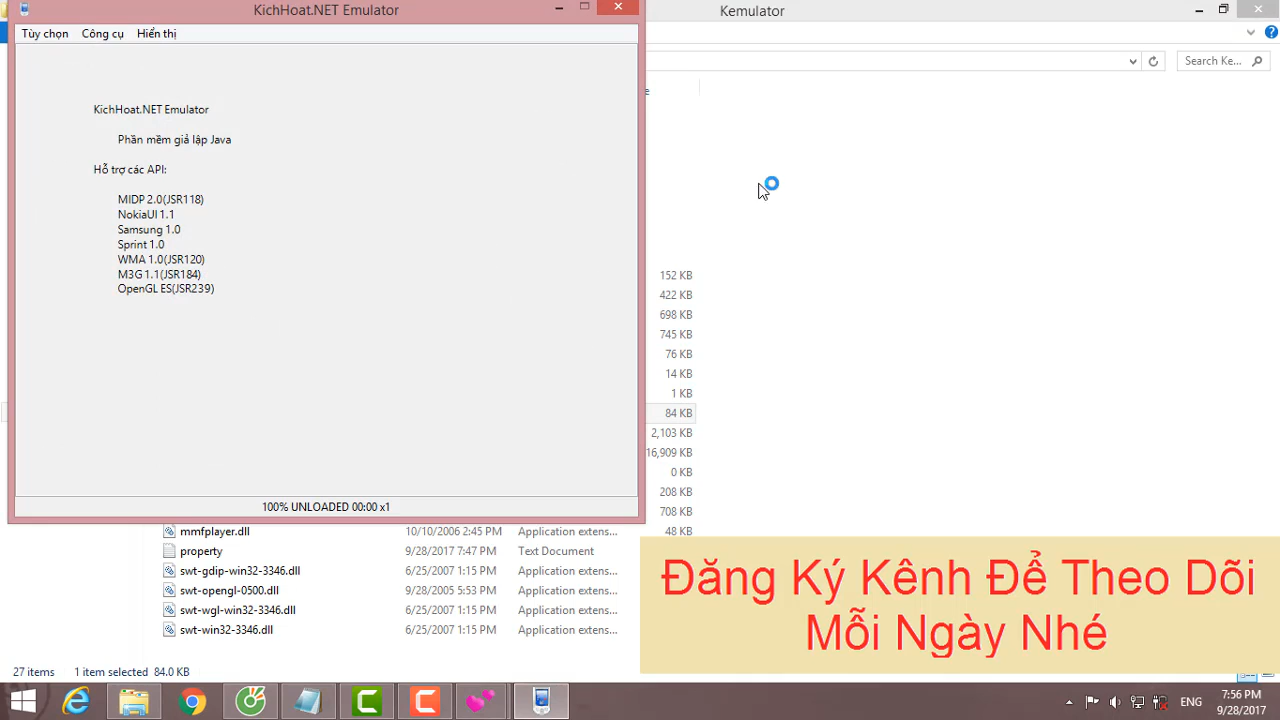 KichHoat.NET Emulator
Kemulator
Tùy chọn Công cụ Hiển thị
Search Ke...
KichHoat.NET Emulator
Phần mềm giả lập Java
Hỗ trợ các API:
MIDP 2.0(JSR118)
NokiaUI 1.1
Samsung 1.0
Sprint 1.0
WMA 1.0(JSR120)
M3G 1.1(JSR184)
OpenGL ES(JSR239)
152 KB
422 KB
698 KB
745 KB
76 KB
14 KB
1 KB
84 KB
2,103 KB
16,909 KB
0 KB
208 KB
708 KB
48 KB
100% UNLOADED 00:00 x1
mmfplayer.dll 10/10/2006 2:45 PM Application extens...
property 9/28/2017 7:47 PM Text Document
swt-gdip-win32-3346.dll 6/25/2007 1:15 PM Application extens...
swt-opengl-0500.dll 9/28/2005 5:53 PM Application extens...
swt-wgl-win32-3346.dll 6/25/2007 1:15 PM Application extens...
swt-win32-3346.dll 6/25/2007 1:15 PM Application extens...
Đăng Ký Kênh Để Theo Dõi
Mỗi Ngày Nhé
27 items 1 item selected 84.0 KB
ENG
7:56 PM
9/28/2017